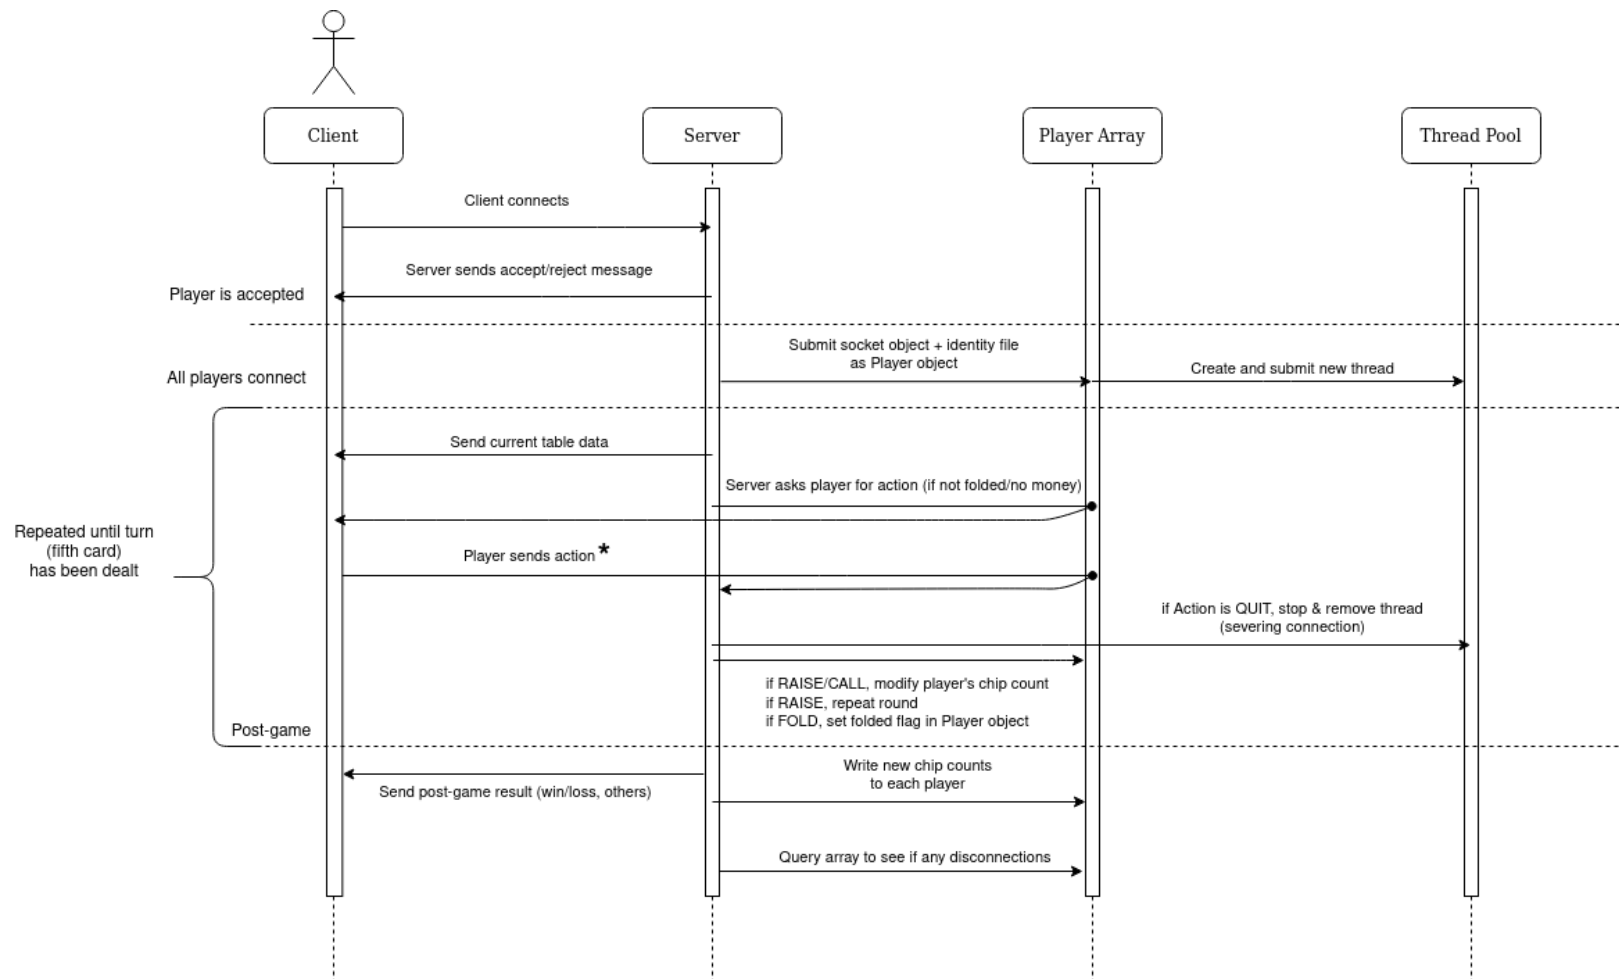 Client
Server
Player Array
Thread Pool
Client connects
Server sends accept/reject message
Player is accepted
Submit socket object + identity file
as Player object
Create and submit new thread
All players connect
Send current table data
Server asks player for action (if not folded/no money)
Repeated until turn
(fifth card)
has been dealt
Player sends action *
if Action is QUIT, stop & remove thread
(severing connection)
if RAISE/CALL, modify player's chip count
if RAISE, repeat round
if FOLD, set folded flag in Player object
Post-game
Write new chip counts
to each player
Send post-game result (win/loss, others)
Query array to see if any disconnections